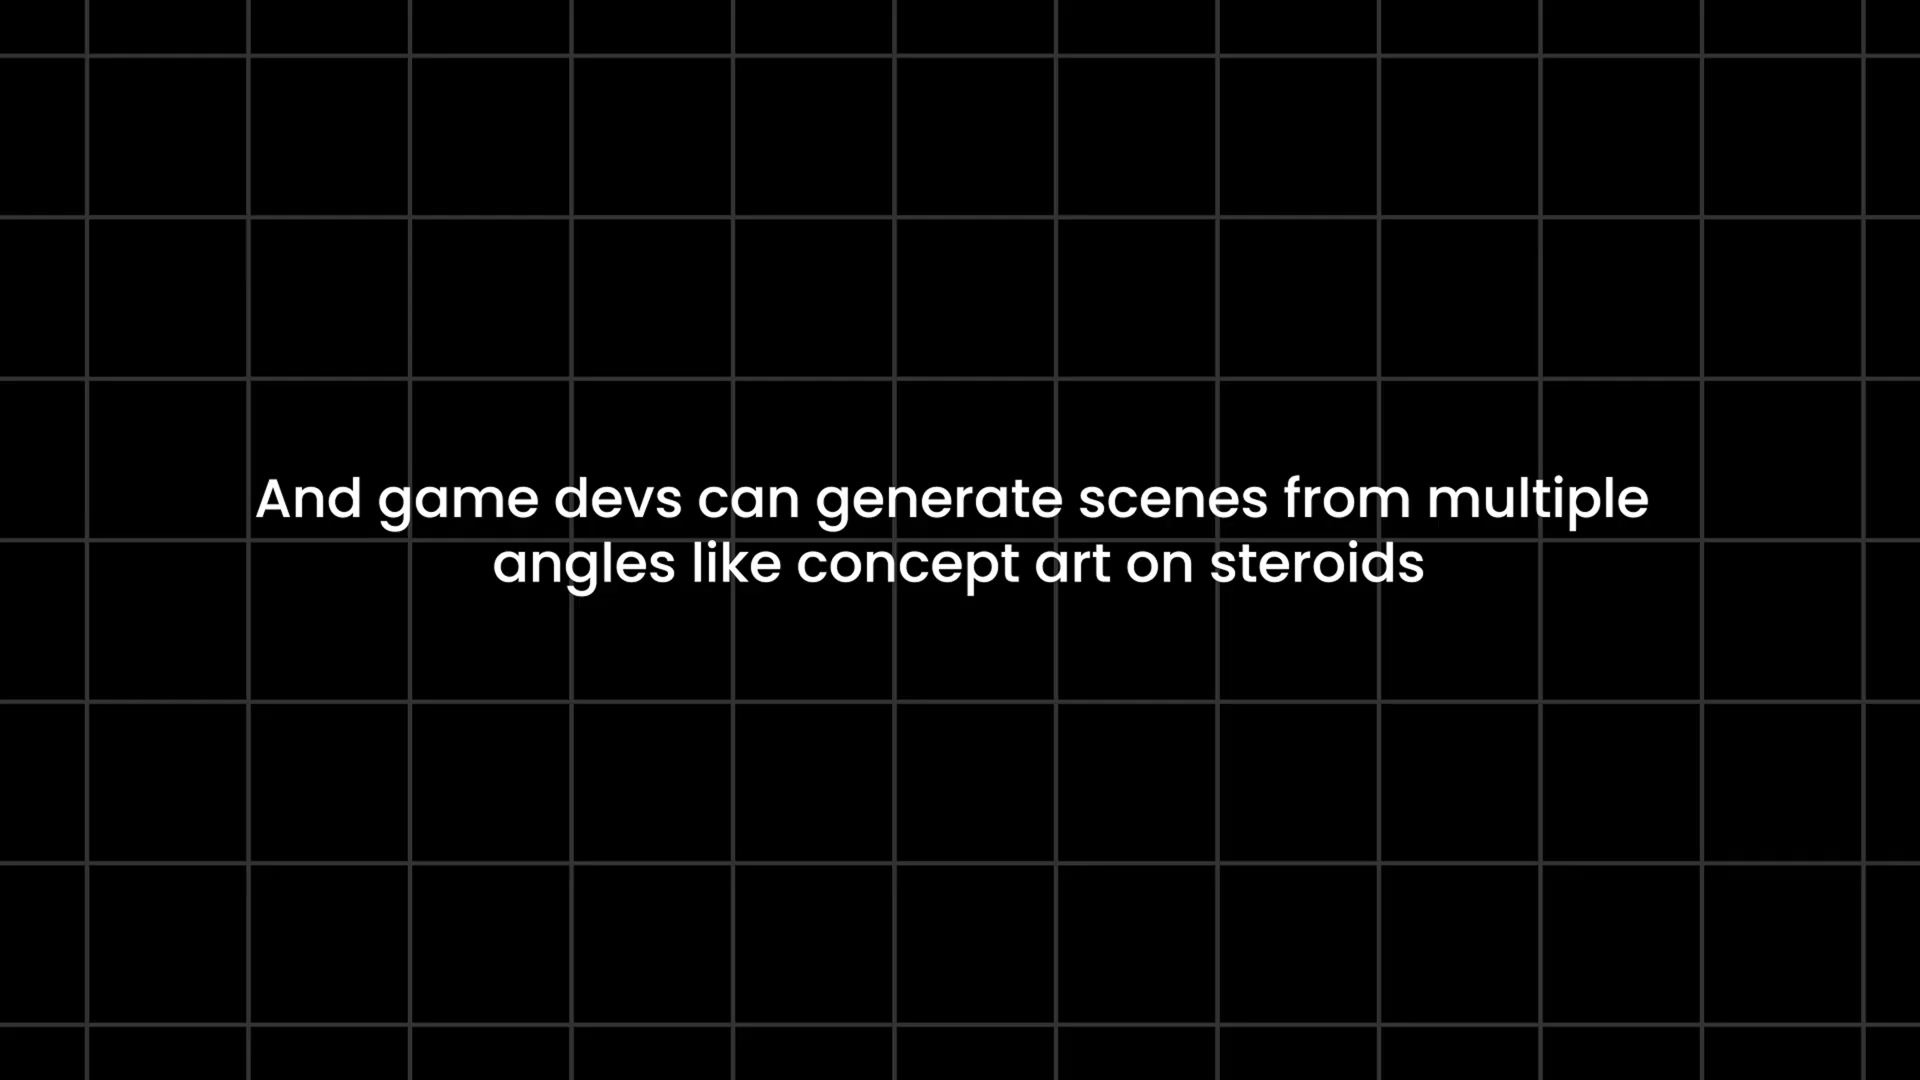 And game devs can generate scenes from multiple
angles like concept art on steroids